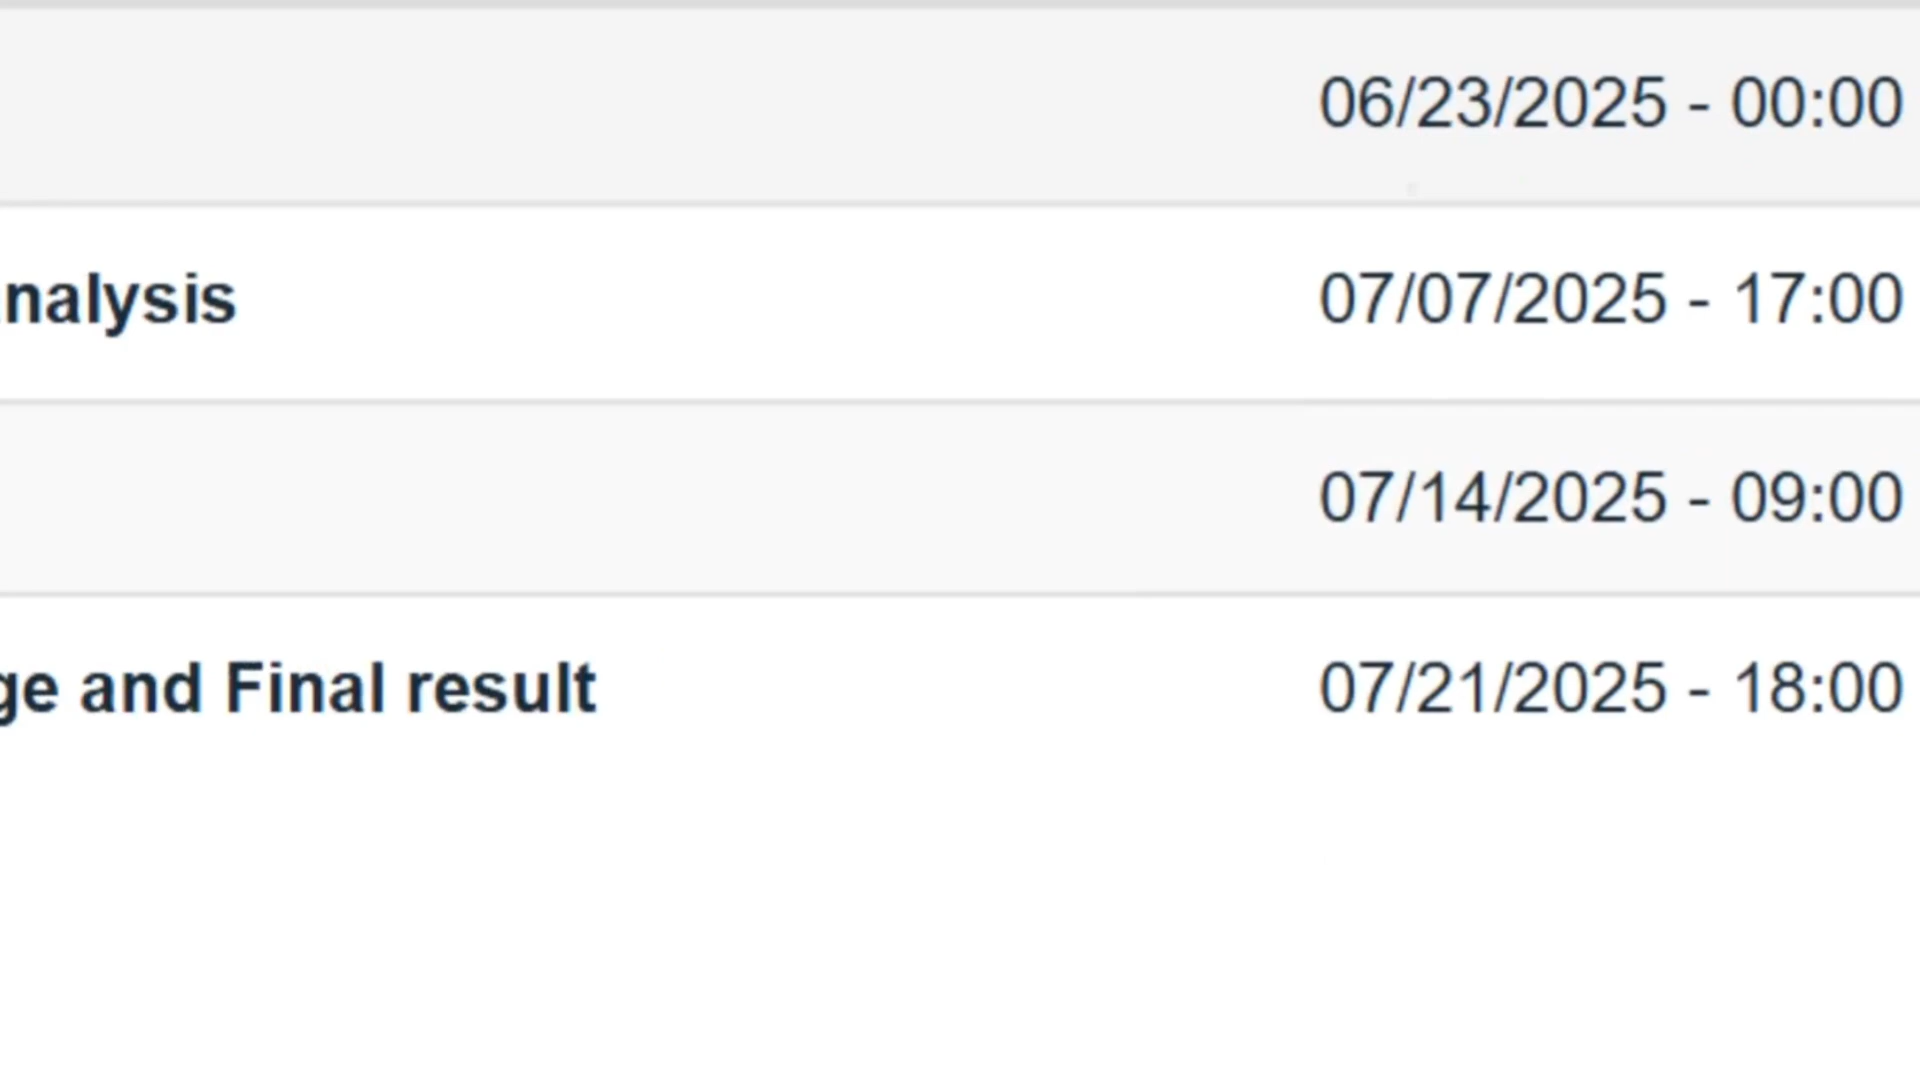 06/23/2025 - 00:00
nalysis 07/07/2025 - 17:00
07/14/2025 - 09:00
ge and Final result 07/21/2025 - 18:00